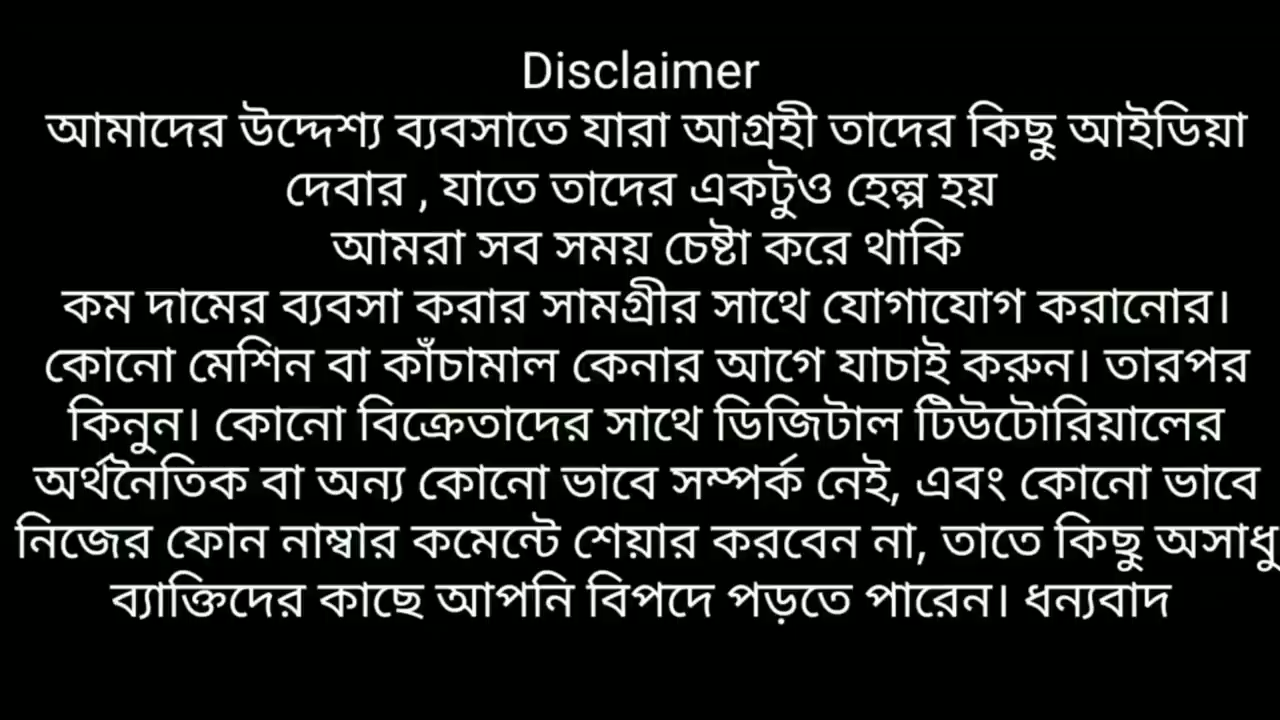 Disclaimer
আমাদের উদ্দেশ্য ব্যবসাতে যারা আগ্রহী তাদের কিছু আইডিয়া
দেবার , যাতে তাদের একটুও হেল্প হয়
আমরা সব সময় চেষ্টা করে থাকি
কম দামের ব্যবসা করার সামগ্রীর সাথে যোগাযোগ করানোর।
কোনো মেশিন বা কাঁচামাল কেনার আগে যাচাই করুন। তারপর
কিনুন। কোনো বিক্রেতাদের সাথে ডিজিটাল টিউটোরিয়ালের
অর্থনৈতিক বা অন্য কোনো ভাবে সম্পর্ক নেই, এবং কোনো ভাবে
নিজের ফোন নাম্বার কমেন্টে শেয়ার করবেন না, তাতে কিছু অসাধু
ব্যাক্তিদের কাছে আপনি বিপদে পড়তে পারেন। ধন্যবাদ